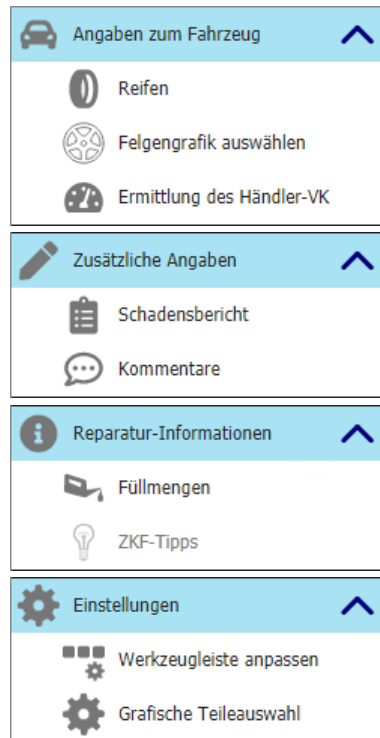 Angaben zum Fahrzeug
Reifen
Felgengrafik auswählen
Ermittlung des Händler-VK
Zusätzliche Angaben
Schadensbericht
Kommentare
Reparatur-Informationen
Füllmengen
ZKF-Tipps
Einstellungen
Werkzeugleiste anpassen
Grafische Teileauswahl